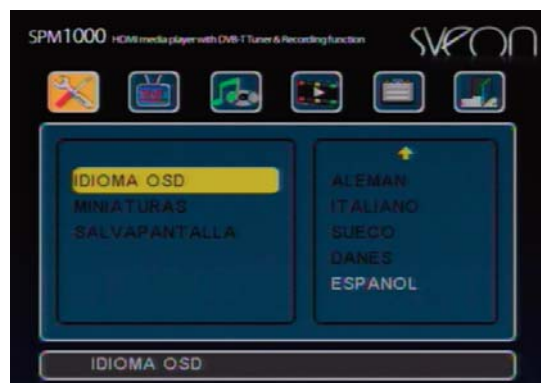 SPM1000 HDMI media player with DVB-T Tuner & Recording function
sveon
IDIOMA OSD
MINIATURAS
SALVAPANTALLA
ALEMAN
ITALIANO
SUECO
DANES
ESPANOL
IDIOMA OSD